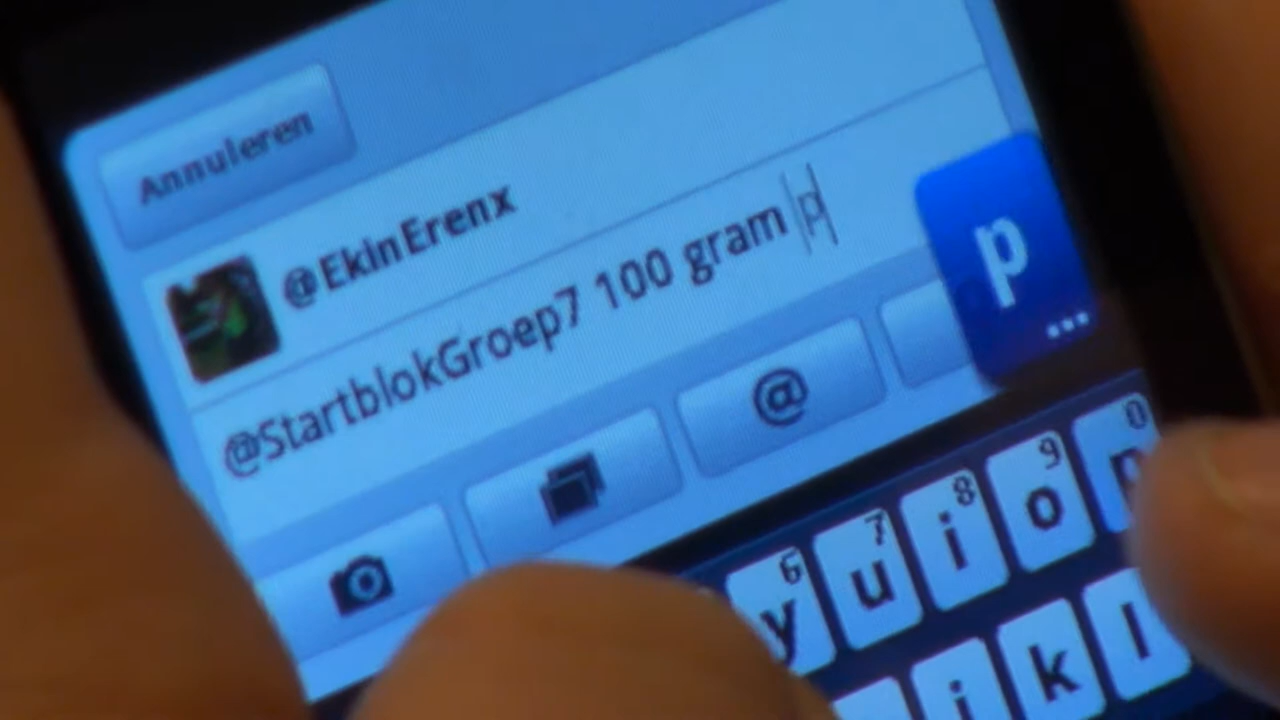 Annuleren
@EkinErenx
@StartblokGroep7 100 gram p
p
...
@
6 7 8 9 0
y u i o p
j k l